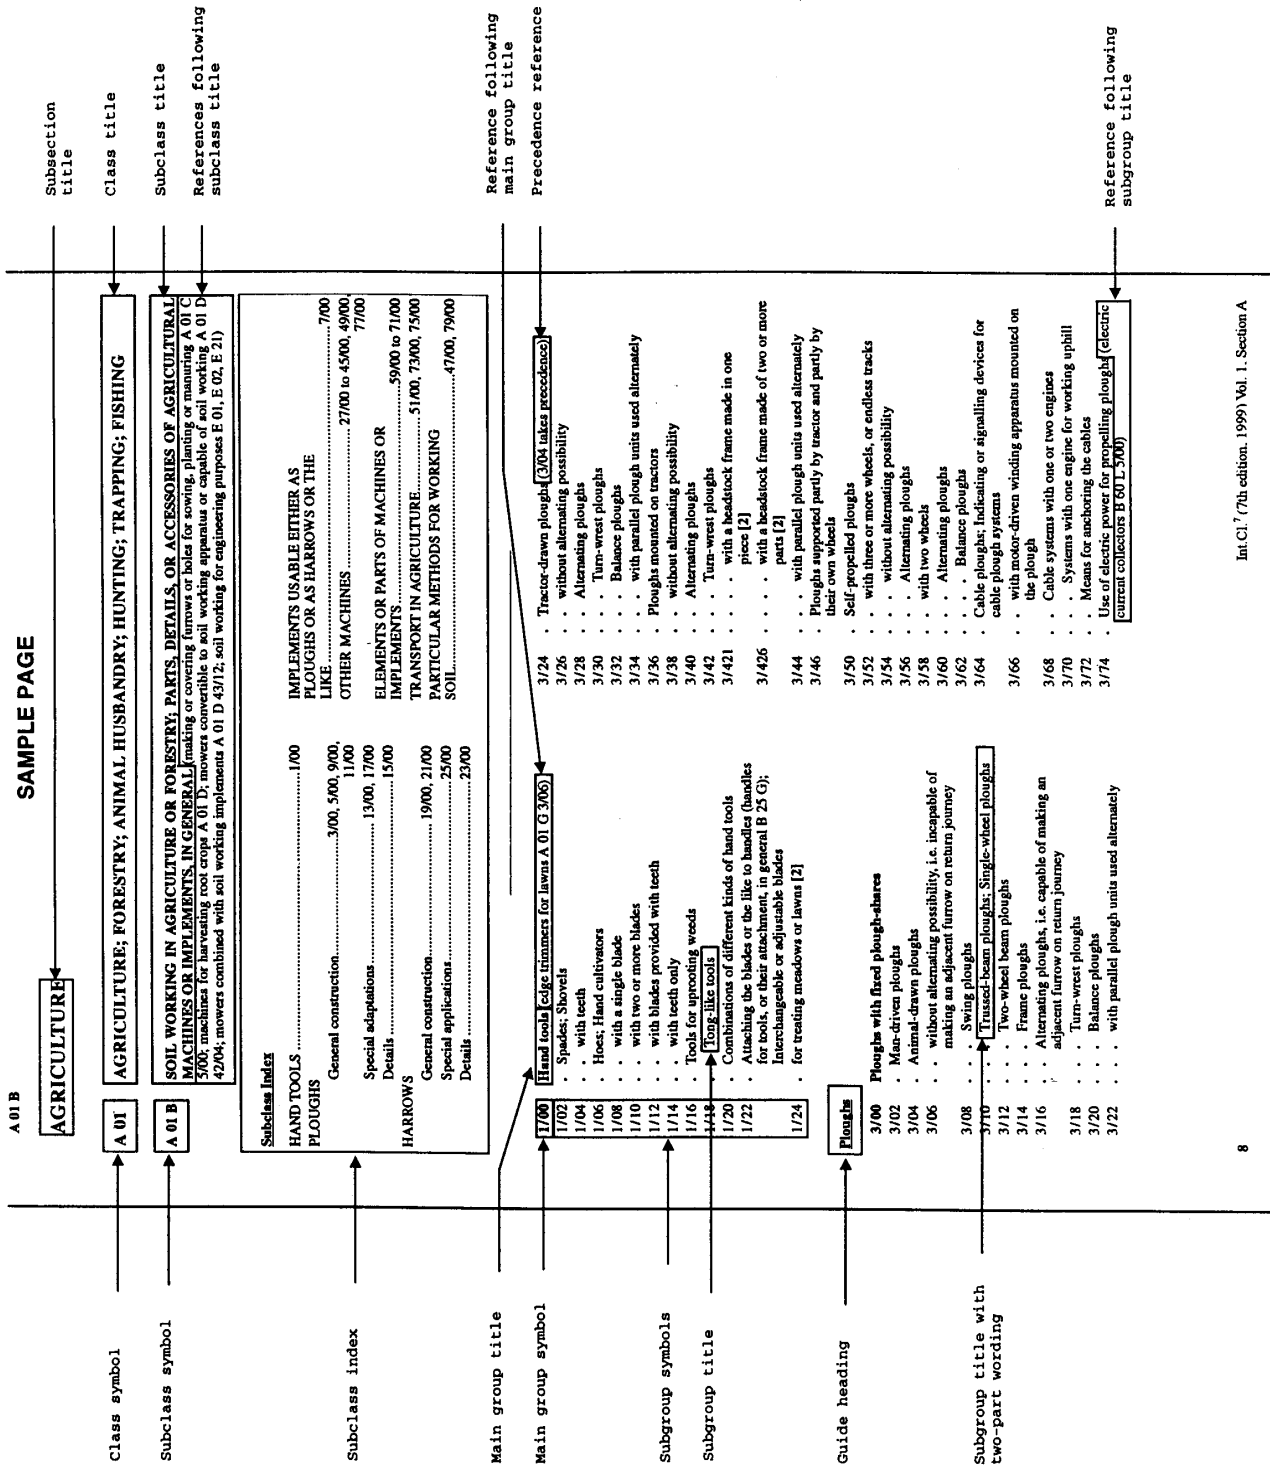 SAMPLE PAGE
A 01 B
AGRICULTURE
Subsection
title
Class symbol
A 01
AGRICULTURE; FORESTRY; ANIMAL HUSBANDRY; HUNTING; TRAPPING; FISHING
Class title
Subclass symbol
A 01 B
SOIL WORKING IN AGRICULTURE OR FORESTRY; PARTS, DETAILS, OR ACCESSORIES OF AGRICULTURAL
MACHINES OR IMPLEMENTS, IN GENERAL (making or covering furrows or holes for sowing, planting or manuring A 01 C
5/00; machines for harvesting root crops A 01 D; mowers convertible to soil working apparatus or capable of soil working A 01 D
42/04; mowers combined with soil working implements A 01 D 43/12; soil working for engineering purposes E 01, E 02, E 21)
Subclass title
References following
subclass title
Subclass index
Subclass Index
HAND TOOLS ..........1/00
PLOUGHS
General construction..........3/00, 5/00, 9/00,
11/00
Special adaptations..........13/00, 17/00
Details..........15/00
HARROWS
General construction..........19/00, 21/00
Special applications..........25/00
Details..........23/00
IMPLEMENTS USABLE EITHER AS
PLOUGHS OR AS HARROWS OR THE
LIKE..........7/00
OTHER MACHINES..........27/00 to 45/00, 49/00,
77/00
ELEMENTS OR PARTS OF MACHINES OR
IMPLEMENTS..........59/00 to 71/00
TRANSPORT IN AGRICULTURE..........51/00, 73/00, 75/00
PARTICULAR METHODS FOR WORKING
SOIL..........47/00, 79/00
Main group title
Main group symbol
Reference following
main group title
Precedence reference
1/00 Hand tools (edge trimmers for lawns A 01 G 3/06)
1/02 . Spades; Shovels
1/04 . . with teeth
1/06 . Hoes; Hand cultivators
1/08 . . with a single blade
1/10 . . with two or more blades
1/12 . . with blades provided with teeth
1/14 . . with teeth only
1/16 . Tools for uprooting weeds
1/18 . . Tong-like tools
1/20 . Combinations of different kinds of hand tools
1/22 . Attaching the blades or the like to handles (handles
for tools, or their attachment, in general B 25 G);
Interchangeable or adjustable blades
1/24 . for treating meadows or lawns [2]
Subgroup symbols
Subgroup title
Guide heading
Ploughs
3/00 Ploughs with fixed plough-shares
3/02 . Man-driven ploughs
3/04 . Animal-drawn ploughs
3/06 . . without alternating possibility, i.e. incapable of
making an adjacent furrow on return journey
3/08 . . . Swing ploughs
3/10 . . . Trussed-beam ploughs; Single-wheel ploughs
3/12 . . . Two-wheel beam ploughs
3/14 . . . Frame ploughs
3/16 . . Alternating ploughs, i.e. capable of making an
adjacent furrow on return journey
3/18 . . . Turn-wrest ploughs
3/20 . . . Balance ploughs
3/22 . . . with parallel plough units used alternately
Subgroup title with
two-part wording
3/24 . Tractor-drawn ploughs (3/04 takes precedence)
3/26 . . without alternating possibility
3/28 . . Alternating ploughs
3/30 . . . Turn-wrest ploughs
3/32 . . . Balance ploughs
3/34 . . . with parallel plough units used alternately
3/36 . Ploughs mounted on tractors
3/38 . . without alternating possibility
3/40 . . Alternating ploughs
3/42 . . . Turn-wrest ploughs
3/421 . . . . with a headstock frame made in one
piece [2]
3/426 . . . . with a headstock frame made of two or more
parts [2]
3/44 . . . with parallel plough units used alternately
3/46 . Ploughs supported partly by tractor and partly by
their own wheels
3/50 . Self-propelled ploughs
3/52 . . with three or more wheels, or endless tracks
3/54 . . . without alternating possibility
3/56 . . . Alternating ploughs
3/58 . . with two wheels
3/60 . . . Alternating ploughs
3/62 . . . . Balance ploughs
3/64 . Cable ploughs; Indicating or signalling devices for
cable plough systems
3/66 . . with motor-driven winding apparatus mounted on
the plough
3/68 . . Cable systems with one or two engines
3/70 . . . Systems with one engine for working uphill
3/72 . . Means for anchoring the cables
3/74 . Use of electric power for propelling ploughs (electric
current collectors B 60 L 5/00)
Reference following
subgroup title
8
Int.Cl.⁷ (7th edition. 1999) Vol. 1. Section A